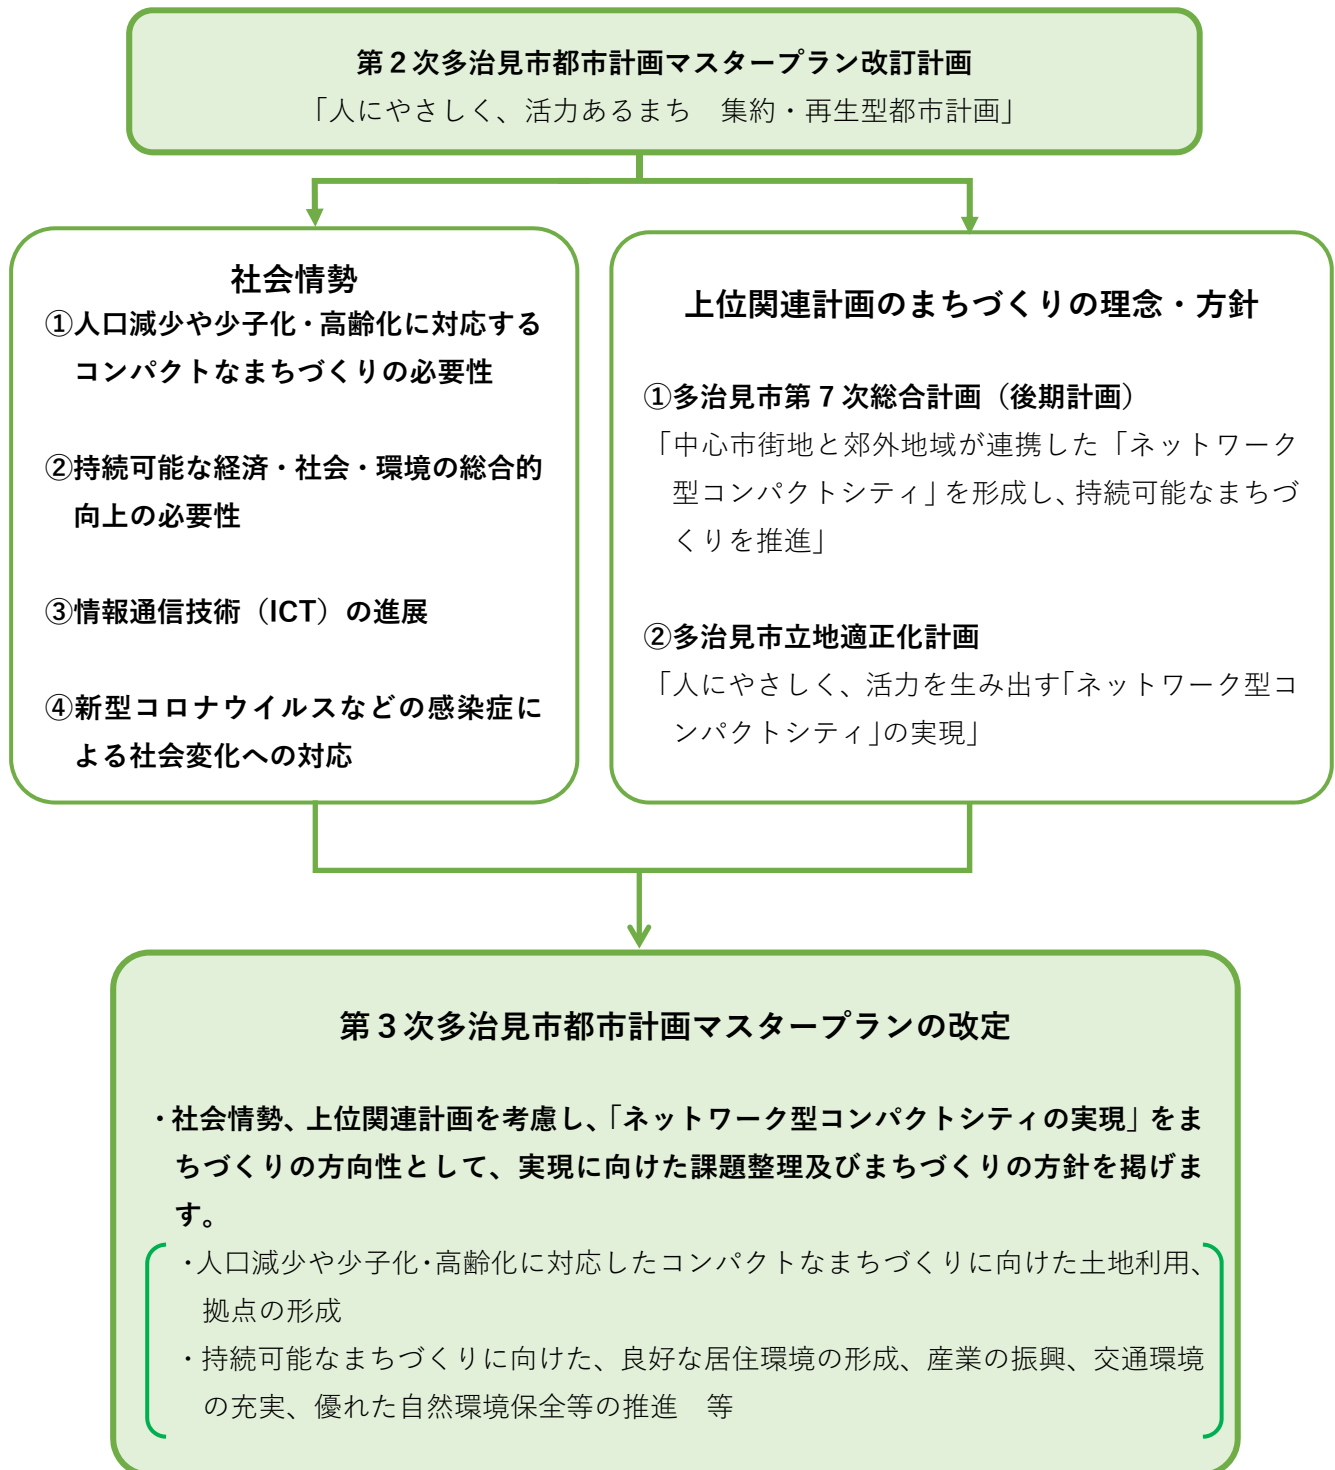 第２次多治見市都市計画マスタープラン改訂計画
「人にやさしく、活力あるまち　集約・再生型都市計画」
社会情勢
①人口減少や少子化・高齢化に対応する
コンパクトなまちづくりの必要性
②持続可能な経済・社会・環境の総合的
向上の必要性
③情報通信技術（ICT）の進展
④新型コロナウイルスなどの感染症に
よる社会変化への対応
上位関連計画のまちづくりの理念・方針
①多治見市第７次総合計画（後期計画）
「中心市街地と郊外地域が連携した「ネットワーク
型コンパクトシティ」を形成し、持続可能なまちづ
くりを推進」
②多治見市立地適正化計画
「人にやさしく、活力を生み出す「ネットワーク型コ
ンパクトシティ」の実現」
第３次多治見市都市計画マスタープランの改定
・社会情勢、上位関連計画を考慮し、「ネットワーク型コンパクトシティの実現」をま
ちづくりの方向性として、実現に向けた課題整理及びまちづくりの方針を掲げま
す。
・人口減少や少子化・高齢化に対応したコンパクトなまちづくりに向けた土地利用、
拠点の形成
・持続可能なまちづくりに向けた、良好な居住環境の形成、産業の振興、交通環境
の充実、優れた自然環境保全等の推進　等